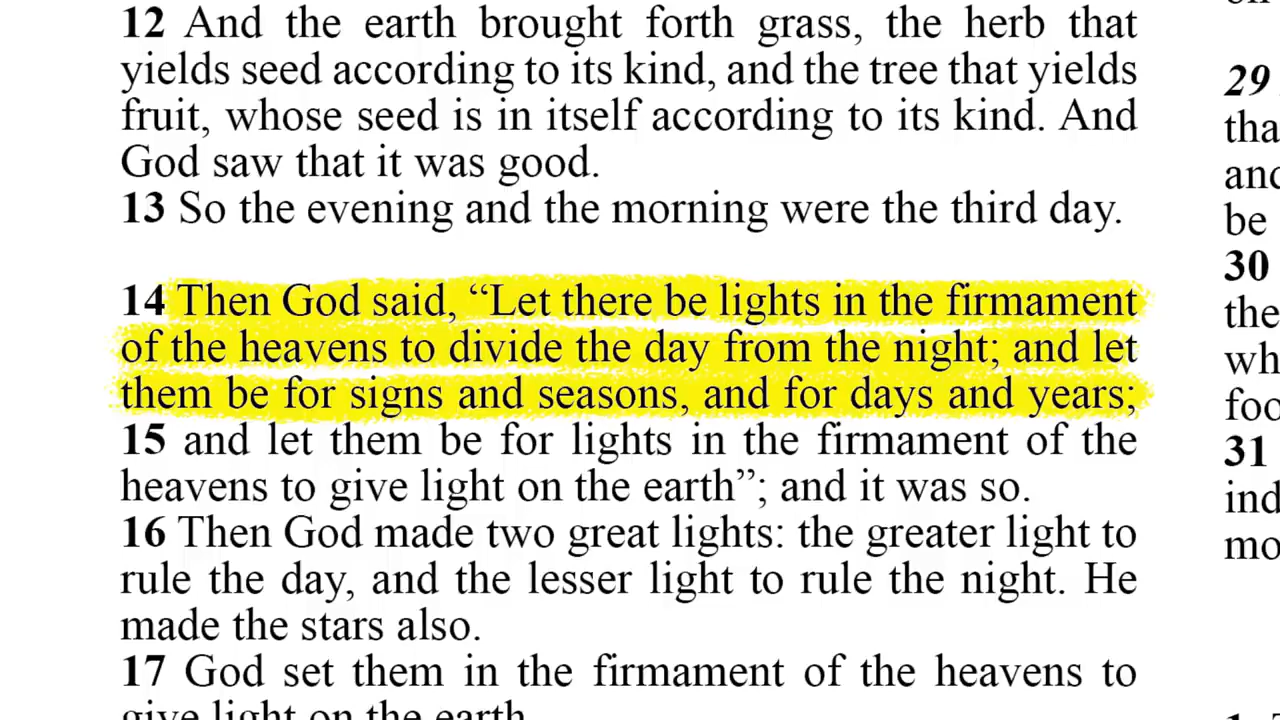 12 And the earth brought forth grass, the herb that
yields seed according to its kind, and the tree that yields
fruit, whose seed is in itself according to its kind. And
God saw that it was good.
13 So the evening and the morning were the third day.
14 Then God said, “Let there be lights in the firmament
of the heavens to divide the day from the night; and let
them be for signs and seasons, and for days and years;
15 and let them be for lights in the firmament of the
heavens to give light on the earth”; and it was so.
16 Then God made two great lights: the greater light to
rule the day, and the lesser light to rule the night. He
made the stars also.
17 God set them in the firmament of the heavens to
give light on the earth,
29
30
31